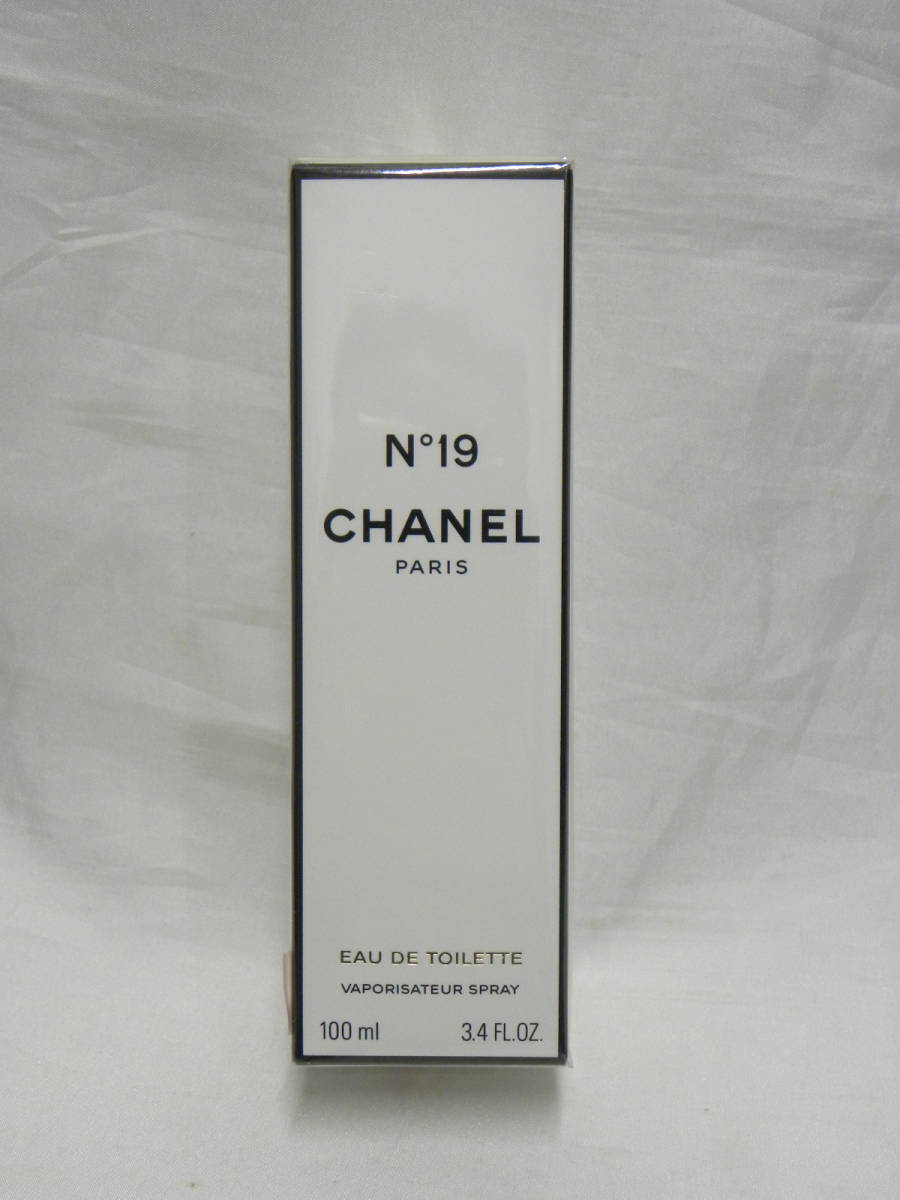 N°19
CHANEL
PARIS
EAU DE TOILETTE
VAPORISATEUR SPRAY
100 ml 3.4 FL.OZ.